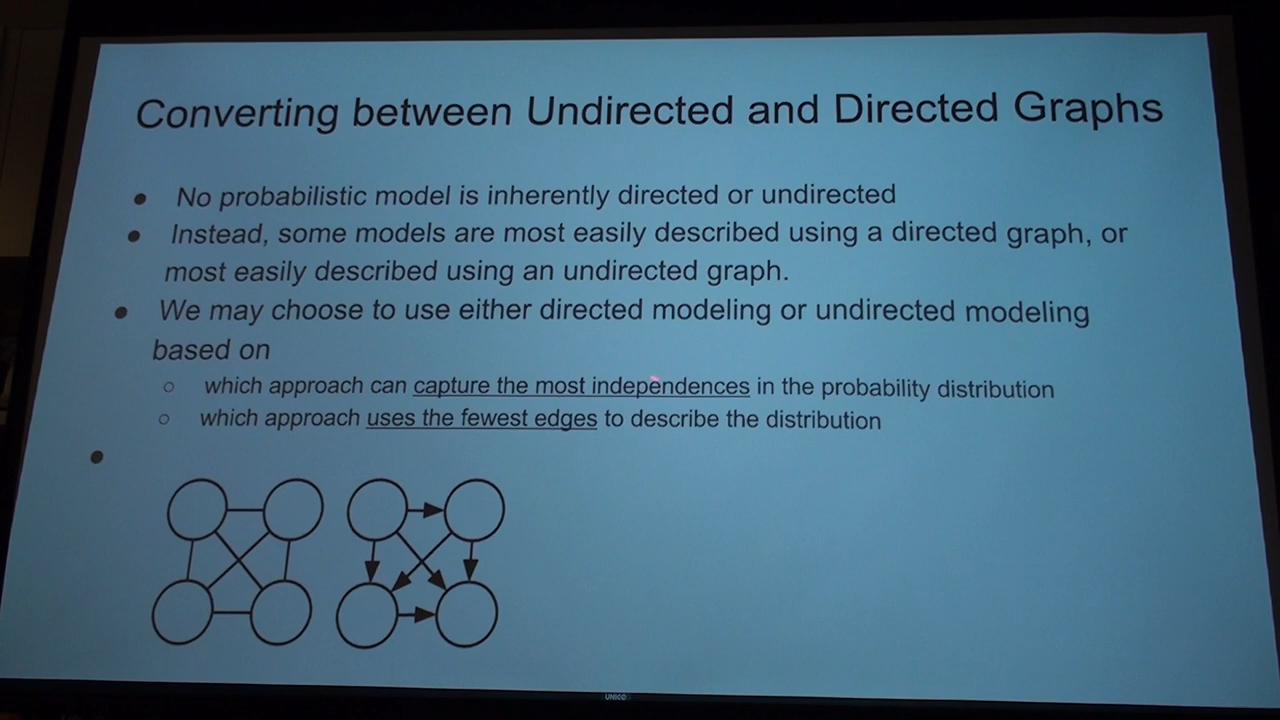 Converting between Undirected and Directed Graphs
● No probabilistic model is inherently directed or undirected
● Instead, some models are most easily described using a directed graph, or
most easily described using an undirected graph.
● We may choose to use either directed modeling or undirected modeling
based on
○ which approach can capture the most independences in the probability distribution
○ which approach uses the fewest edges to describe the distribution
●
UNICO